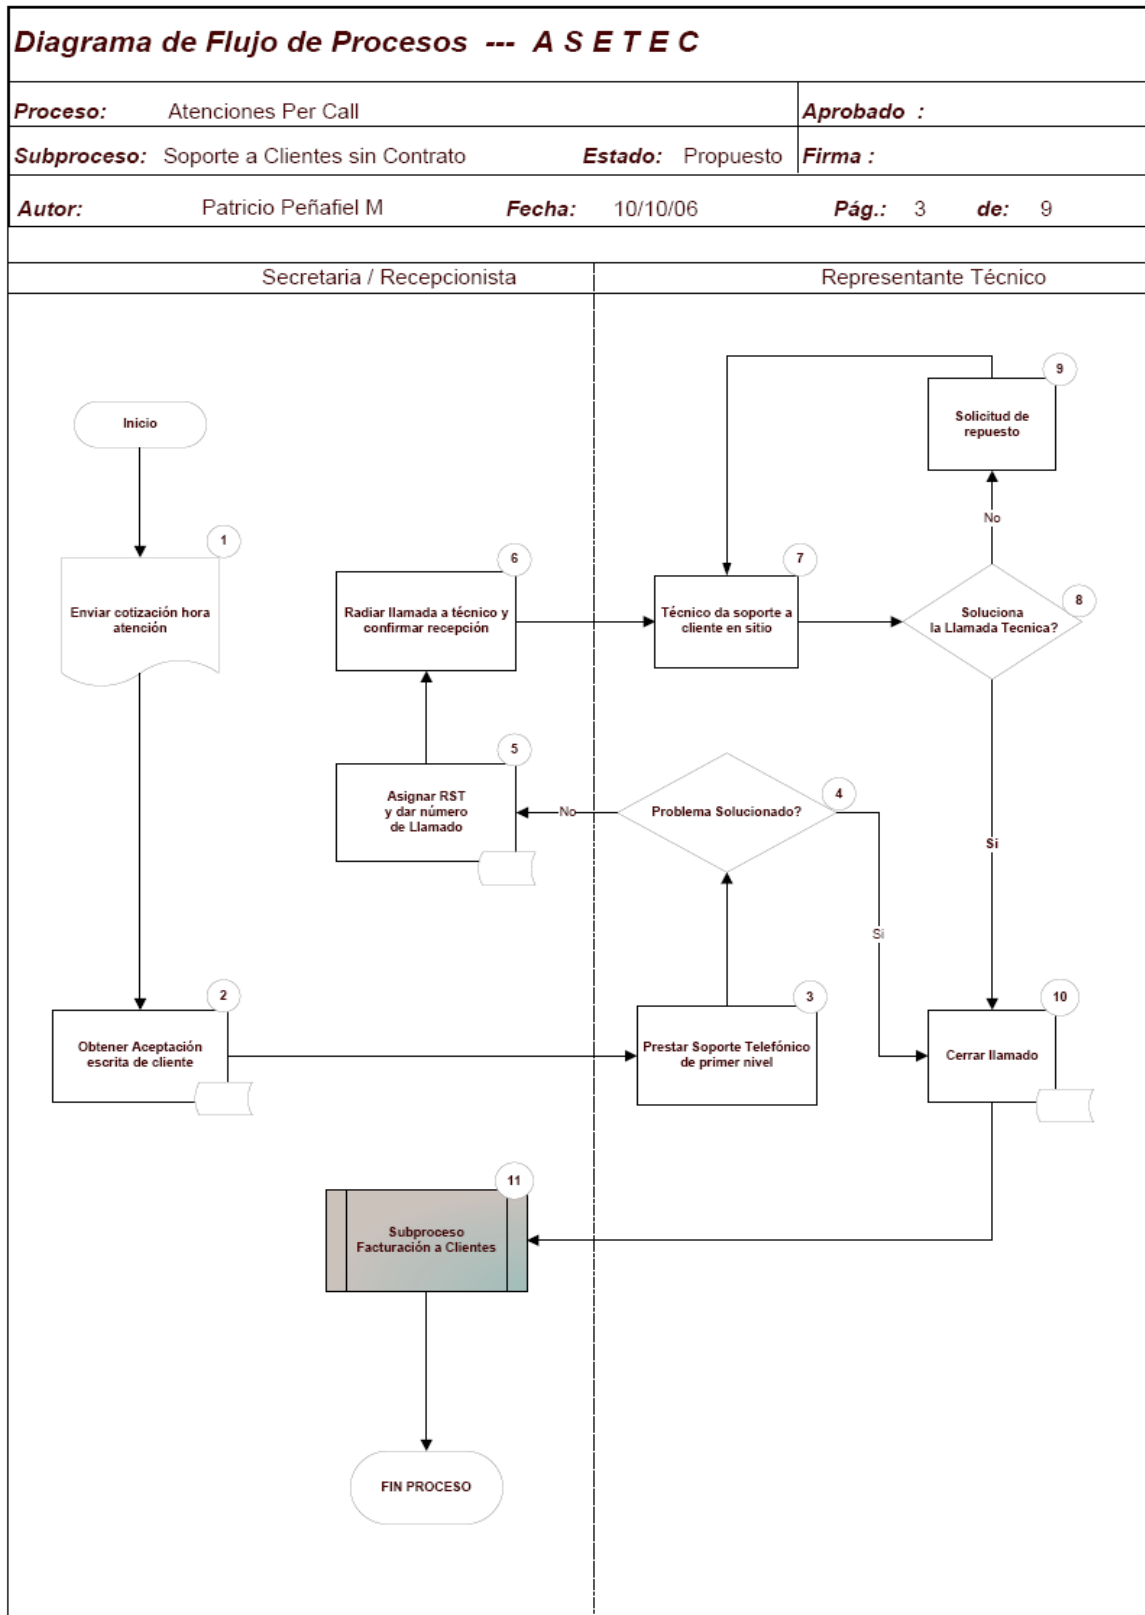 Diagrama de Flujo de Procesos --- A S E T E C
Proceso: Atenciones Per Call Aprobado :
Subproceso: Soporte a Clientes sin Contrato Estado: Propuesto Firma :
Autor: Patricio Peñafiel M Fecha: 10/10/06 Pág.: 3 de: 9
Secretaria / Recepcionista Representante Técnico
Inicio
1
Enviar cotización hora
atención
2
Obtener Aceptación
escrita de cliente
3
Prestar Soporte Telefónico
de primer nivel
4
Problema Solucionado?
No
Si
5
Asignar RST
y dar número
de Llamado
6
Radiar llamada a técnico y
confirmar recepción
7
Técnico da soporte a
cliente en sitio
8
Soluciona
la Llamada Tecnica?
No
Si
9
Solicitud de
repuesto
10
Cerrar llamado
11
Subproceso
Facturación a Clientes
FIN PROCESO